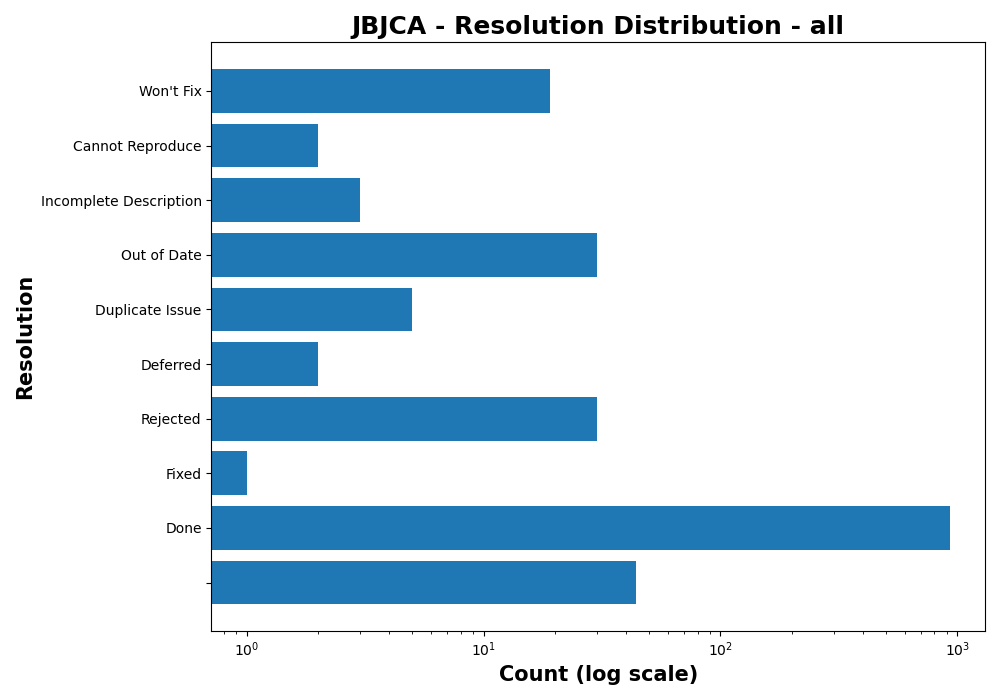 JBJCA - Resolution Distribution - all
Won't Fix
Cannot Reproduce
Incomplete Description
Out of Date
Duplicate Issue
Deferred
Rejected
Fixed
Done
Resolution
10⁰ 10¹ 10² 10³
Count (log scale)